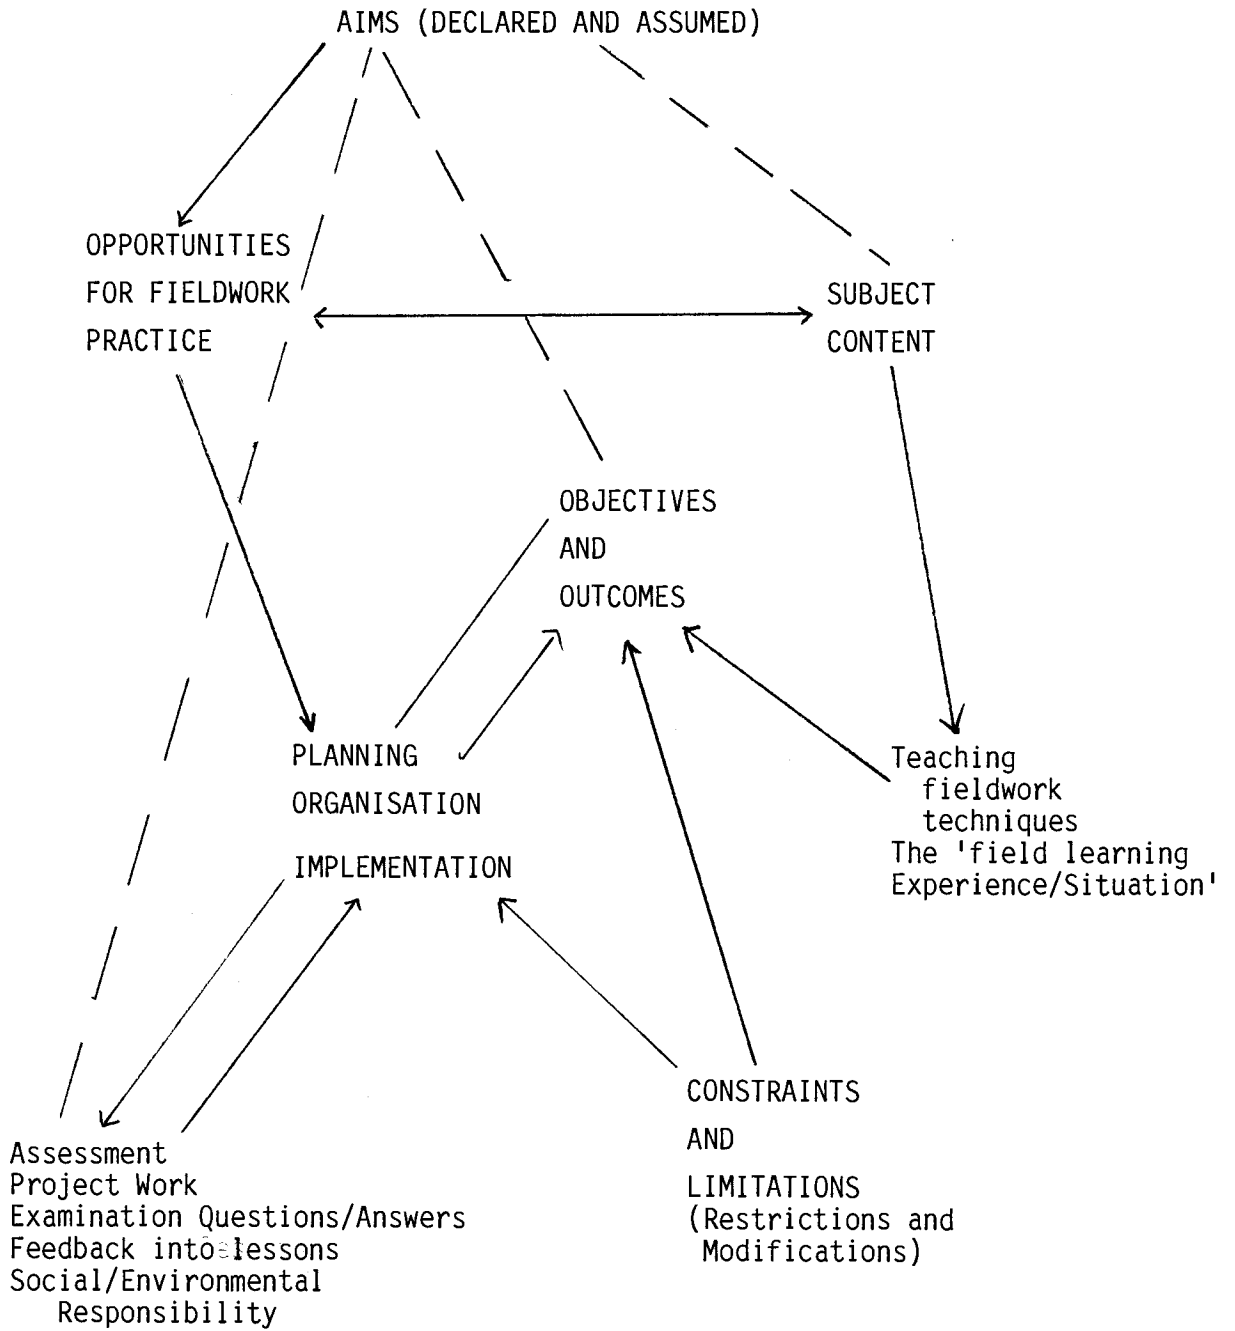 AIMS (DECLARED AND ASSUMED)
OPPORTUNITIES
FOR FIELDWORK
PRACTICE
SUBJECT
CONTENT
OBJECTIVES
AND
OUTCOMES
PLANNING
ORGANISATION
IMPLEMENTATION
Teaching
fieldwork
techniques
The 'field learning
Experience/Situation'
CONSTRAINTS
AND
LIMITATIONS
(Restrictions and
Modifications)
Assessment
Project Work
Examination Questions/Answers
Feedback into lessons
Social/Environmental
Responsibility